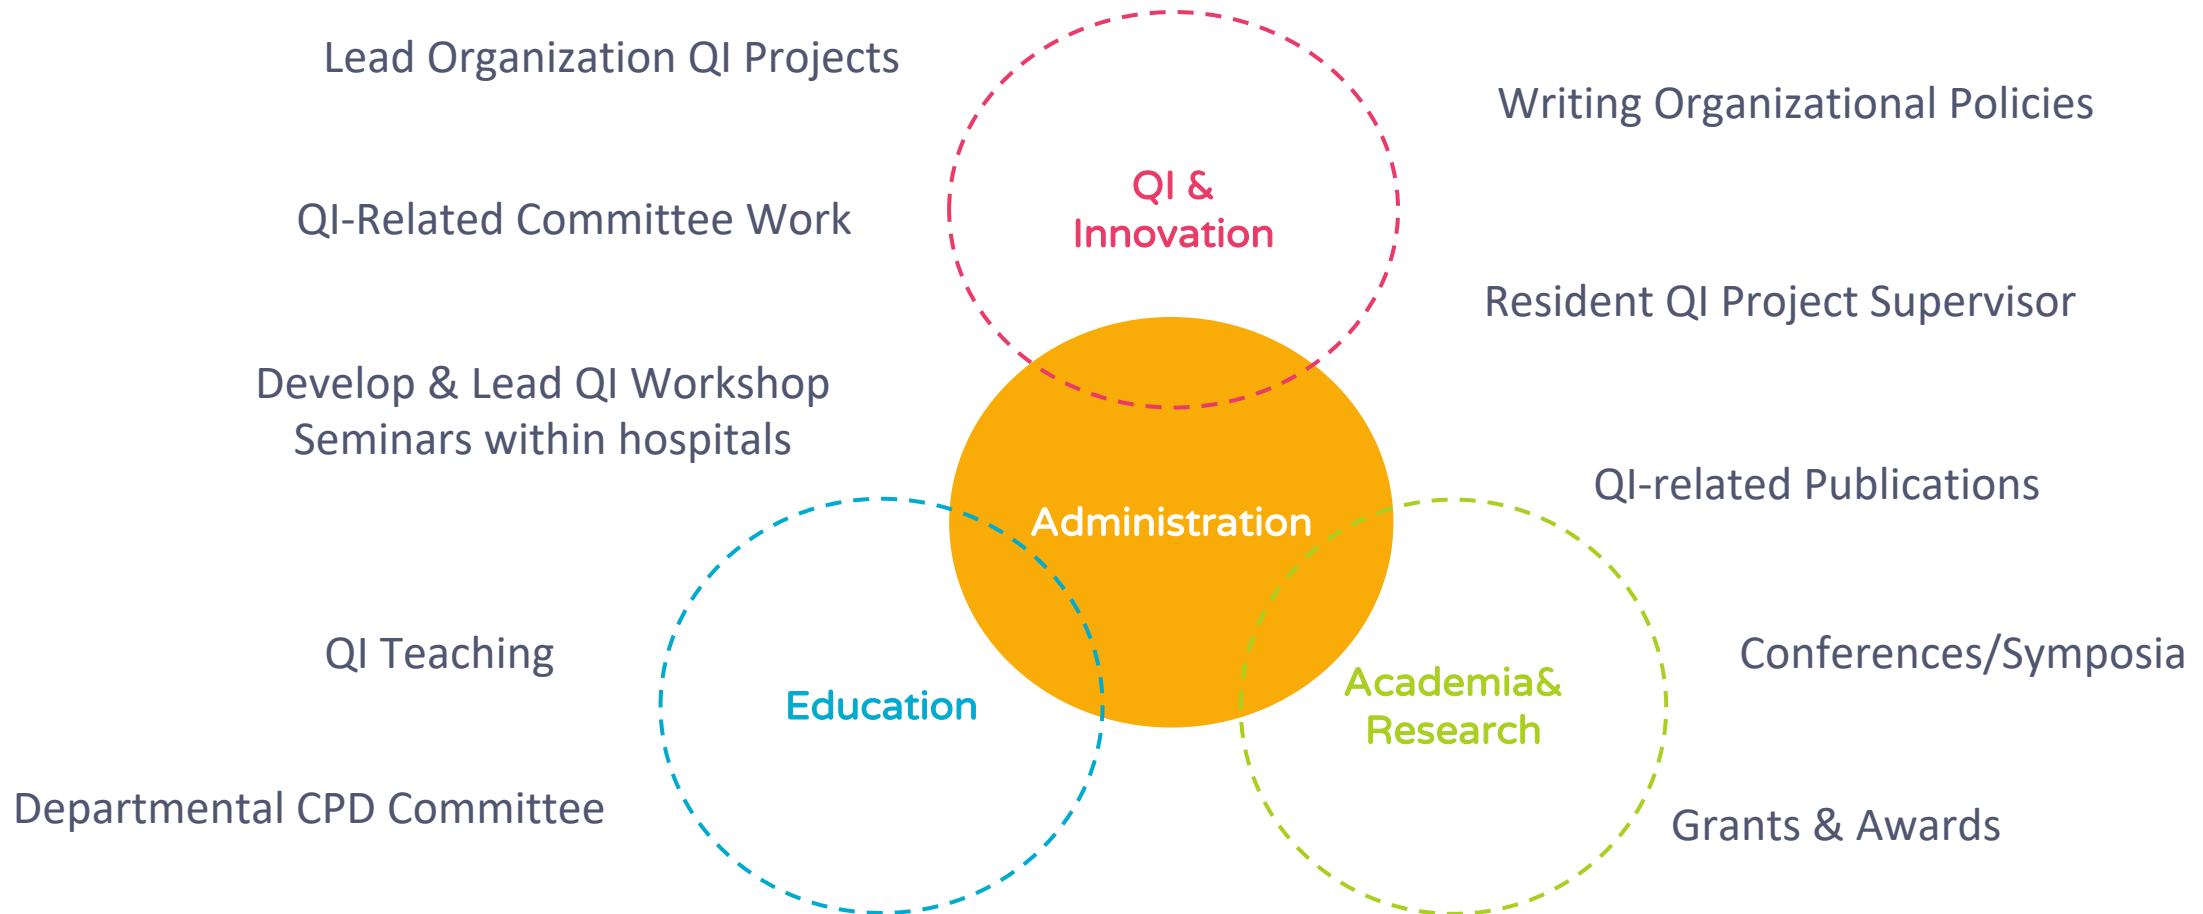 Lead Organization QI Projects
Writing Organizational Policies
QI &
Innovation
QI-Related Committee Work
Resident QI Project Supervisor
Develop & Lead QI Workshop
Seminars within hospitals
QI-related Publications
Administration
QI Teaching
Conferences/Symposia
Education
Academia&
Research
Departmental CPD Committee
Grants & Awards